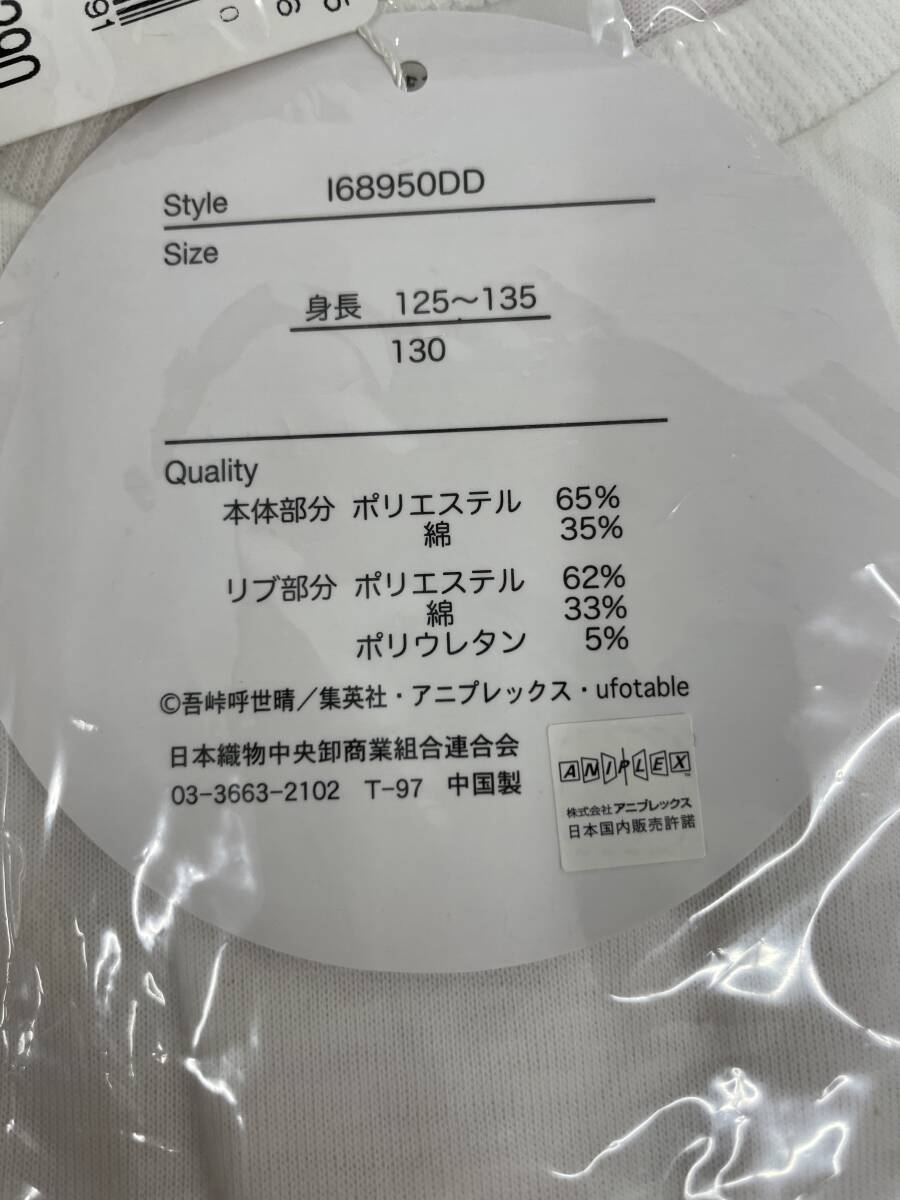 Style I68950DD
Size
身長 125〜135
130
Quality
本体部分 ポリエステル 65%
綿 35%
リブ部分 ポリエステル 62%
綿 33%
ポリウレタン 5%
©吾峠呼世晴／集英社・アニプレックス・ufotable
日本織物中央卸商業組合連合会
03-3663-2102 T-97 中国製
ANIPLEX
株式会社アニプレックス
日本国内販売許諾